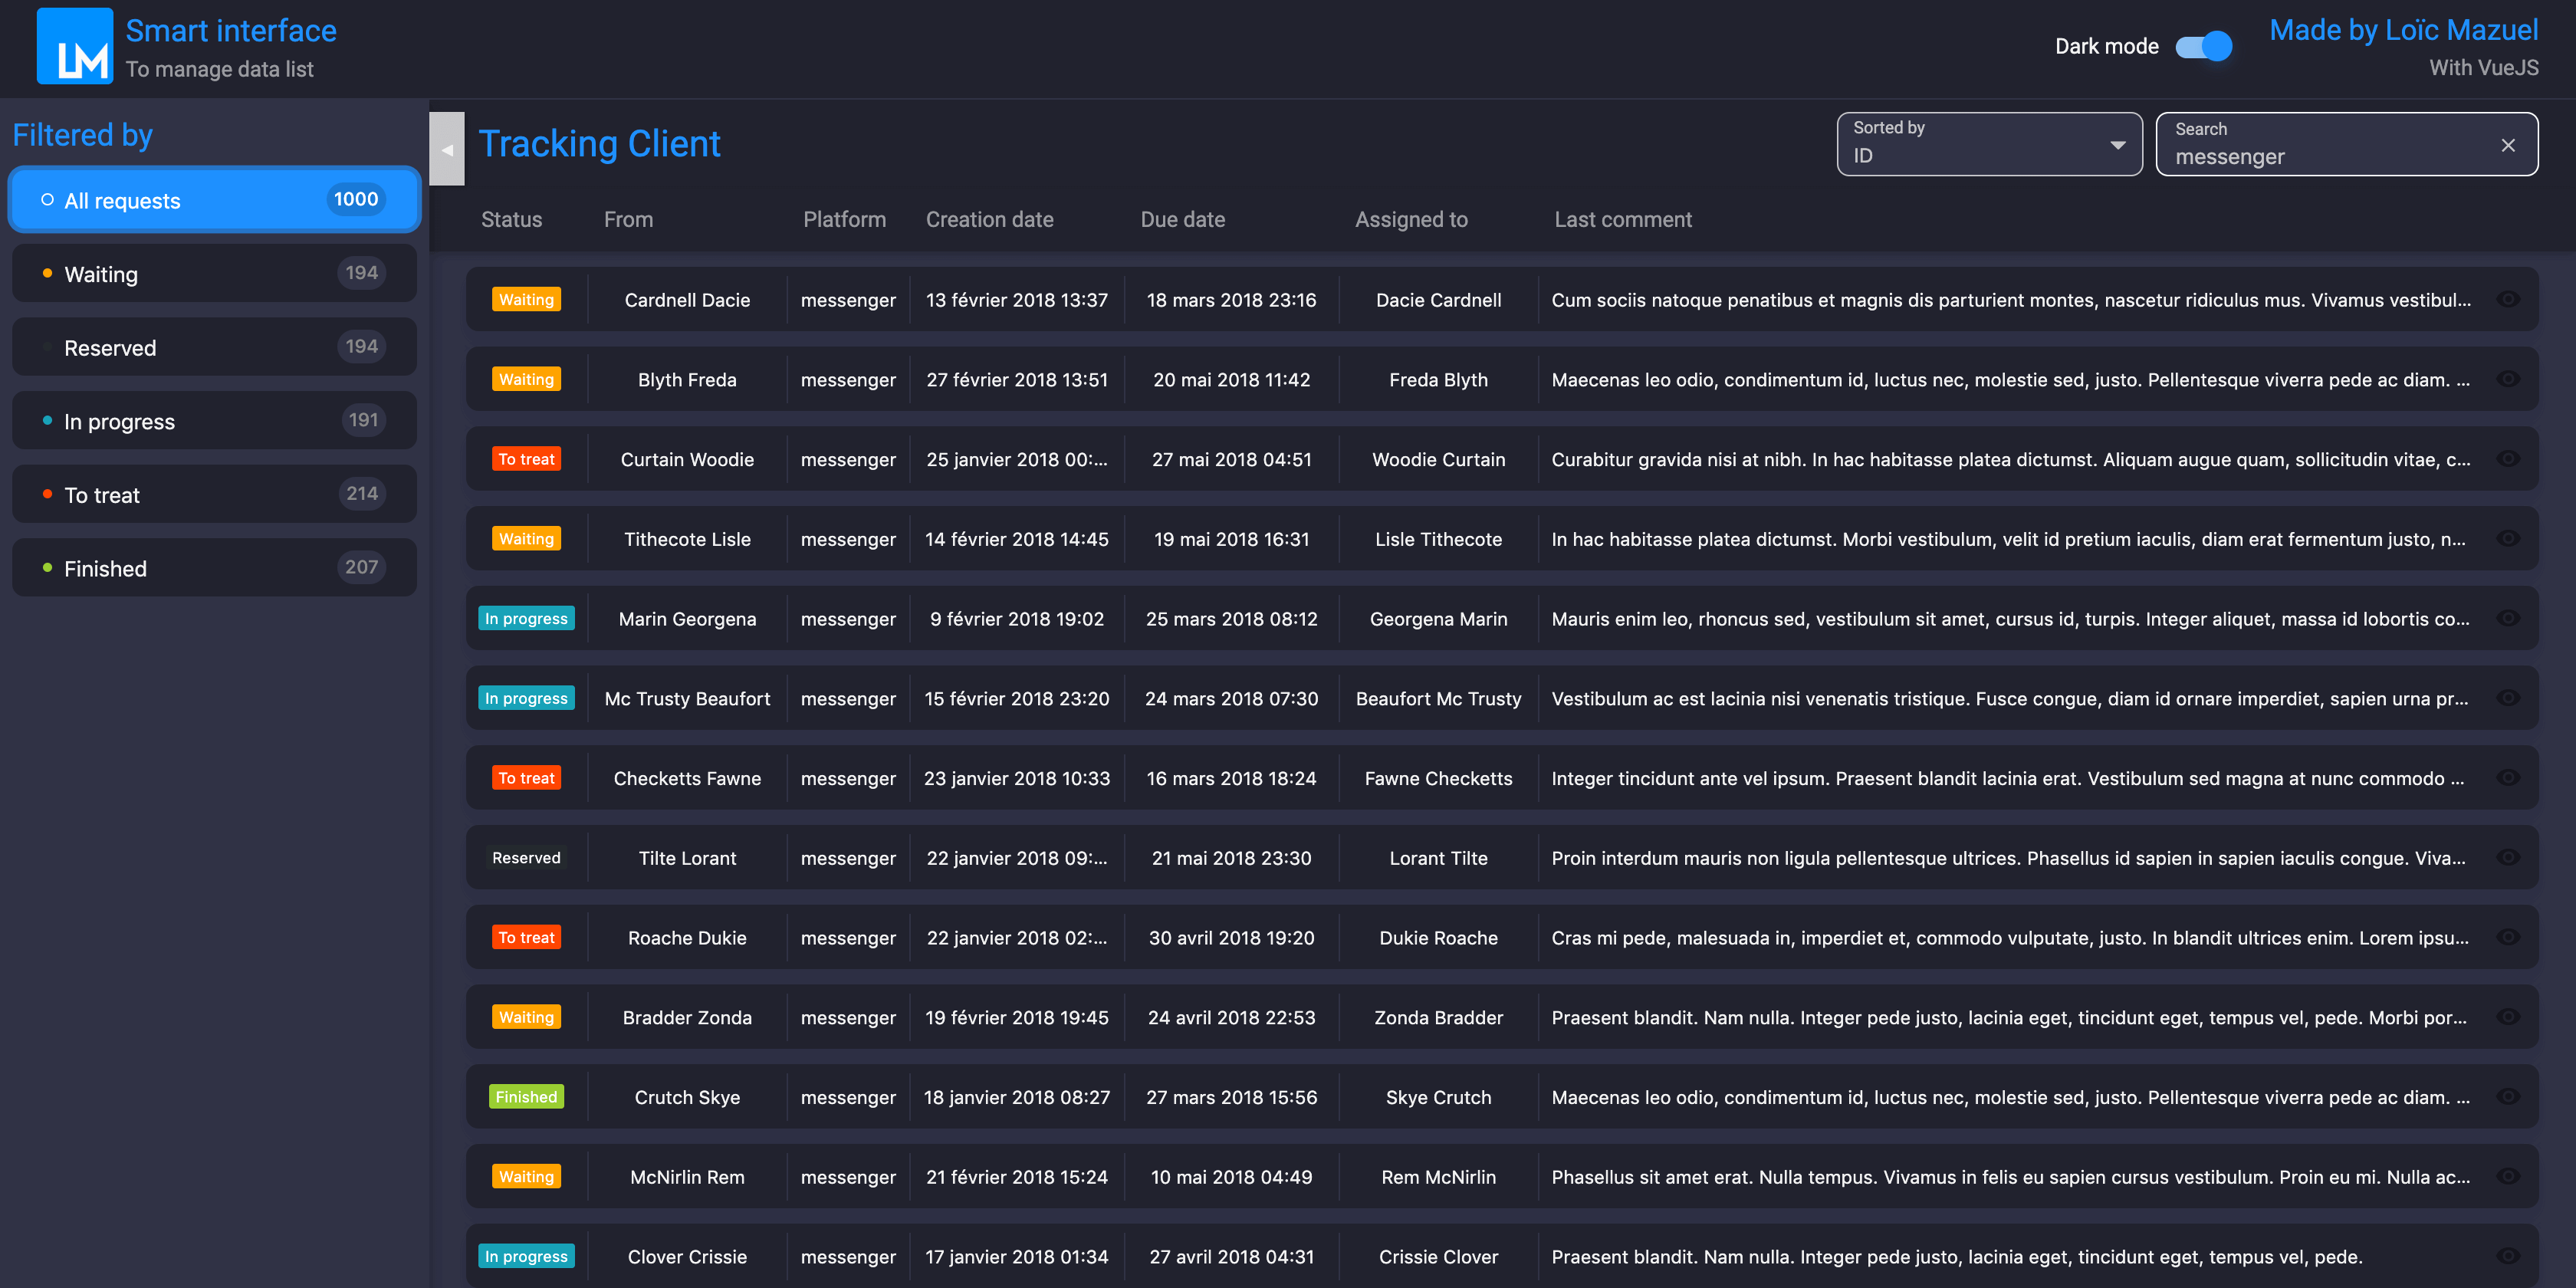 LM
Smart interface
To manage data list
Dark mode
Made by Loïc Mazuel
With VueJS
Filtered by
All requests 1000
Waiting 194
Reserved 194
In progress 191
To treat 214
Finished 207
Tracking Client
Sorted by
ID
Search
messenger
Status From Platform Creation date Due date Assigned to Last comment
Waiting Cardnell Dacie messenger 13 février 2018 13:37 18 mars 2018 23:16 Dacie Cardnell Cum sociis natoque penatibus et magnis dis parturient montes, nascetur ridiculus mus. Vivamus vestibul...
Waiting Blyth Freda messenger 27 février 2018 13:51 20 mai 2018 11:42 Freda Blyth Maecenas leo odio, condimentum id, luctus nec, molestie sed, justo. Pellentesque viverra pede ac diam. ...
To treat Curtain Woodie messenger 25 janvier 2018 00:... 27 mai 2018 04:51 Woodie Curtain Curabitur gravida nisi at nibh. In hac habitasse platea dictumst. Aliquam augue quam, sollicitudin vitae, c...
Waiting Tithecote Lisle messenger 14 février 2018 14:45 19 mai 2018 16:31 Lisle Tithecote In hac habitasse platea dictumst. Morbi vestibulum, velit id pretium iaculis, diam erat fermentum justo, n...
In progress Marin Georgena messenger 9 février 2018 19:02 25 mars 2018 08:12 Georgena Marin Mauris enim leo, rhoncus sed, vestibulum sit amet, cursus id, turpis. Integer aliquet, massa id lobortis co...
In progress Mc Trusty Beaufort messenger 15 février 2018 23:20 24 mars 2018 07:30 Beaufort Mc Trusty Vestibulum ac est lacinia nisi venenatis tristique. Fusce congue, diam id ornare imperdiet, sapien urna pr...
To treat Checketts Fawne messenger 23 janvier 2018 10:33 16 mars 2018 18:24 Fawne Checketts Integer tincidunt ante vel ipsum. Praesent blandit lacinia erat. Vestibulum sed magna at nunc commodo ...
Reserved Tilte Lorant messenger 22 janvier 2018 09:... 21 mai 2018 23:30 Lorant Tilte Proin interdum mauris non ligula pellentesque ultrices. Phasellus id sapien in sapien iaculis congue. Viva...
To treat Roache Dukie messenger 22 janvier 2018 02:... 30 avril 2018 19:20 Dukie Roache Cras mi pede, malesuada in, imperdiet et, commodo vulputate, justo. In blandit ultrices enim. Lorem ipsu...
Waiting Bradder Zonda messenger 19 février 2018 19:45 24 avril 2018 22:53 Zonda Bradder Praesent blandit. Nam nulla. Integer pede justo, lacinia eget, tincidunt eget, tempus vel, pede. Morbi por...
Finished Crutch Skye messenger 18 janvier 2018 08:27 27 mars 2018 15:56 Skye Crutch Maecenas leo odio, condimentum id, luctus nec, molestie sed, justo. Pellentesque viverra pede ac diam. ...
Waiting McNirlin Rem messenger 21 février 2018 15:24 10 mai 2018 04:49 Rem McNirlin Phasellus sit amet erat. Nulla tempus. Vivamus in felis eu sapien cursus vestibulum. Proin eu mi. Nulla ac...
In progress Clover Crissie messenger 17 janvier 2018 01:34 27 avril 2018 04:31 Crissie Clover Praesent blandit. Nam nulla. Integer pede justo, lacinia eget, tincidunt eget, tempus vel, pede.